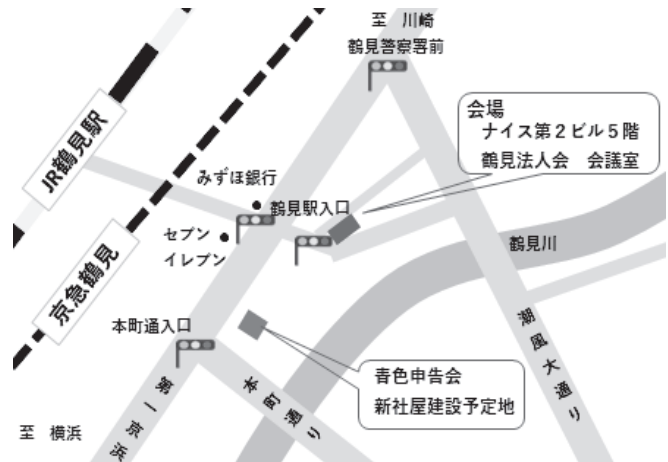 至 川崎
鶴見警察署前
会場
ナイス第2ビル5階
鶴見法人会 会議室
JR鶴見駅
みずほ銀行
鶴見駅入口
セブン
イレブン
京急鶴見
鶴見川
本町通入口
潮風大通り
青色申告会
新社屋建設予定地
本町通り
第一京浜
至 横浜